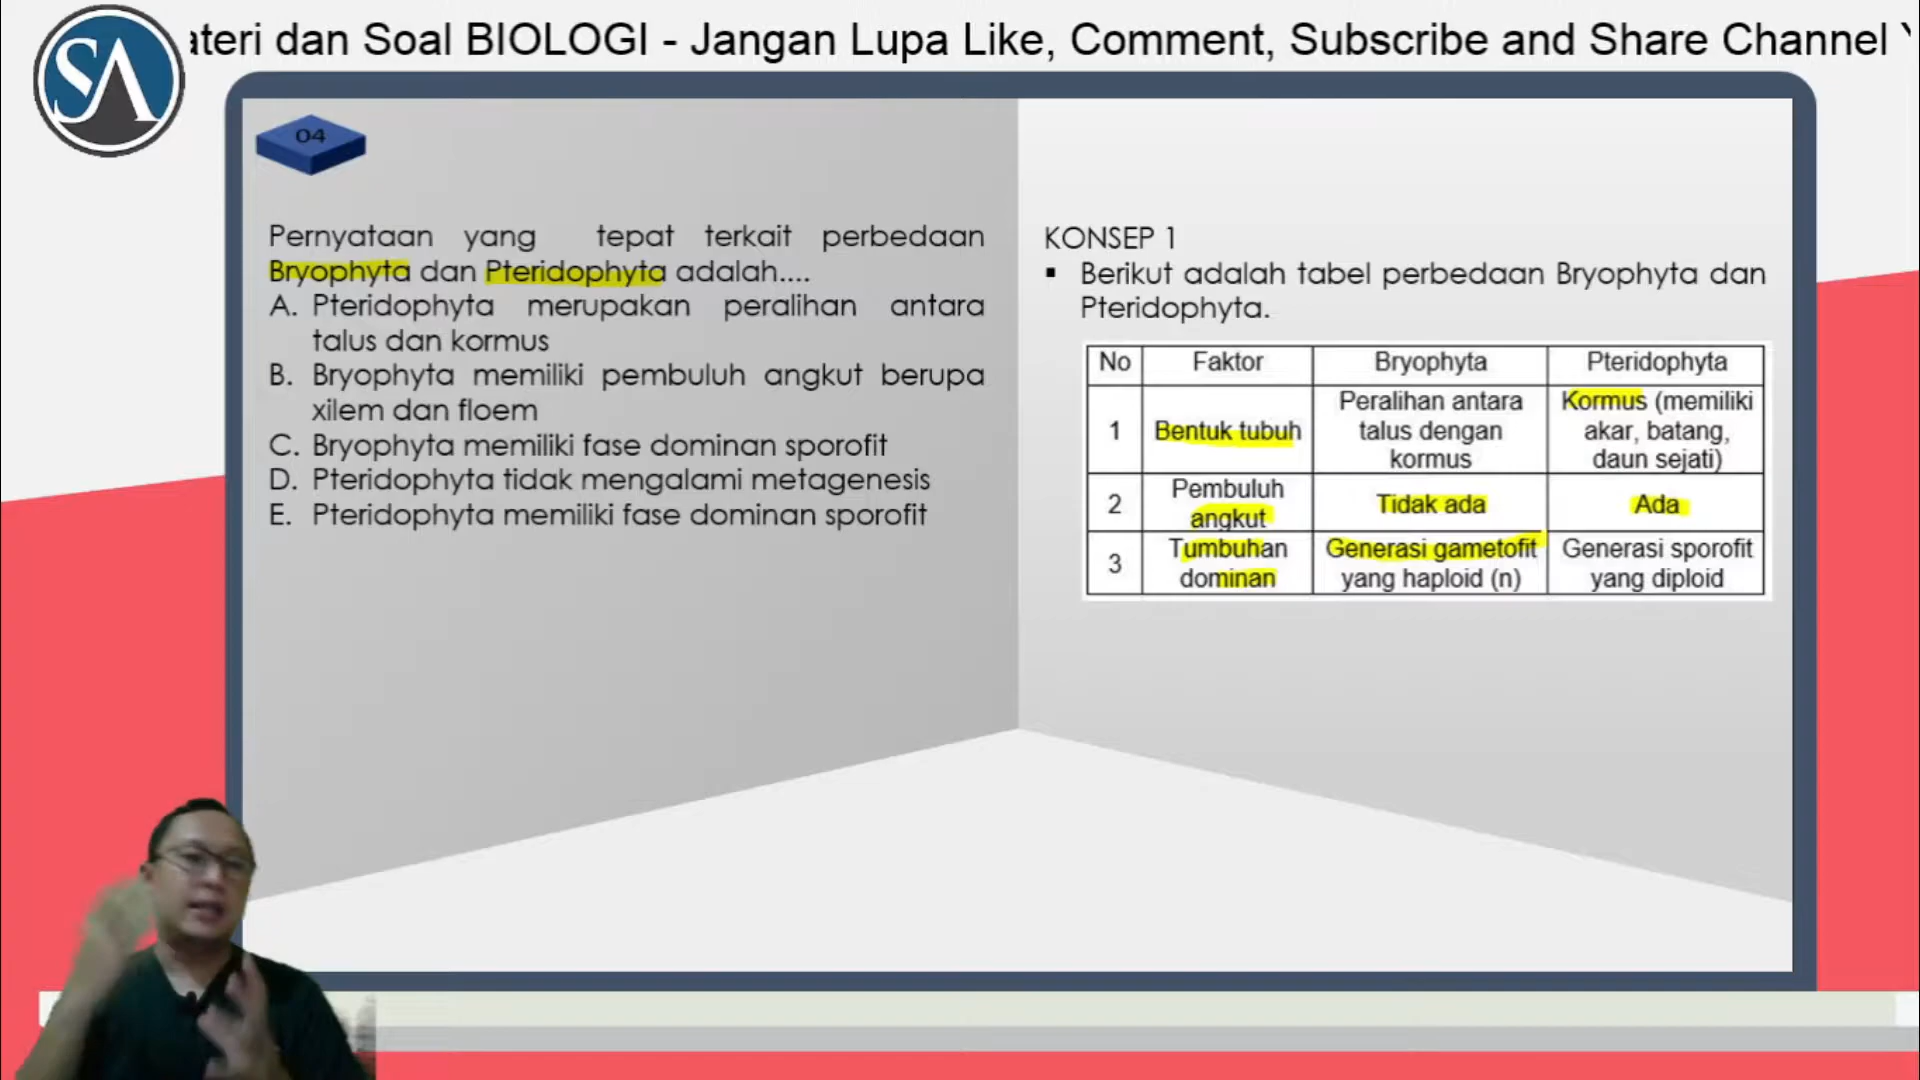 ateri dan Soal BIOLOGI - Jangan Lupa Like, Comment, Subscribe and Share Channel
SA
04
Pernyataan yang tepat terkait perbedaan
Bryophyta dan Pteridophyta adalah....
A. Pteridophyta merupakan peralihan antara
talus dan kormus
B. Bryophyta memiliki pembuluh angkut berupa
xilem dan floem
C. Bryophyta memiliki fase dominan sporofit
D. Pteridophyta tidak mengalami metagenesis
E. Pteridophyta memiliki fase dominan sporofit
KONSEP 1
▪ Berikut adalah tabel perbedaan Bryophyta dan
Pteridophyta.
No Faktor Bryophyta Pteridophyta
1 Bentuk tubuh Peralihan antara
talus dengan
kormus Kormus (memiliki
akar, batang,
daun sejati)
2 Pembuluh
angkut Tidak ada Ada
3 Tumbuhan
dominan Generasi gametofit
yang haploid (n) Generasi sporofit
yang diploid